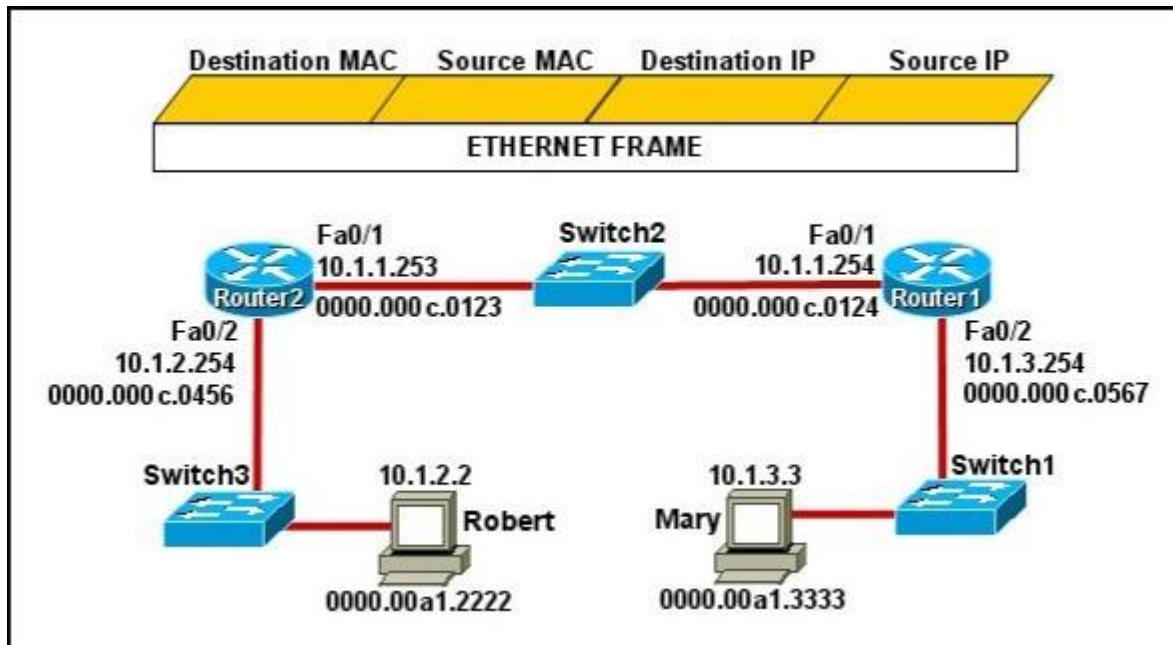 Destination MAC Source MAC Destination IP Source IP
ETHERNET FRAME
Fa0/1
10.1.1.253
0000.000c.0123
Switch2
Fa0/1
10.1.1.254
0000.000c.0124
Router2
Router1
Fa0/2
10.1.2.254
0000.000c.0456
Fa0/2
10.1.3.254
0000.000c.0567
Switch3
10.1.2.2
Robert
0000.00a1.2222
10.1.3.3
Mary
0000.00a1.3333
Switch1